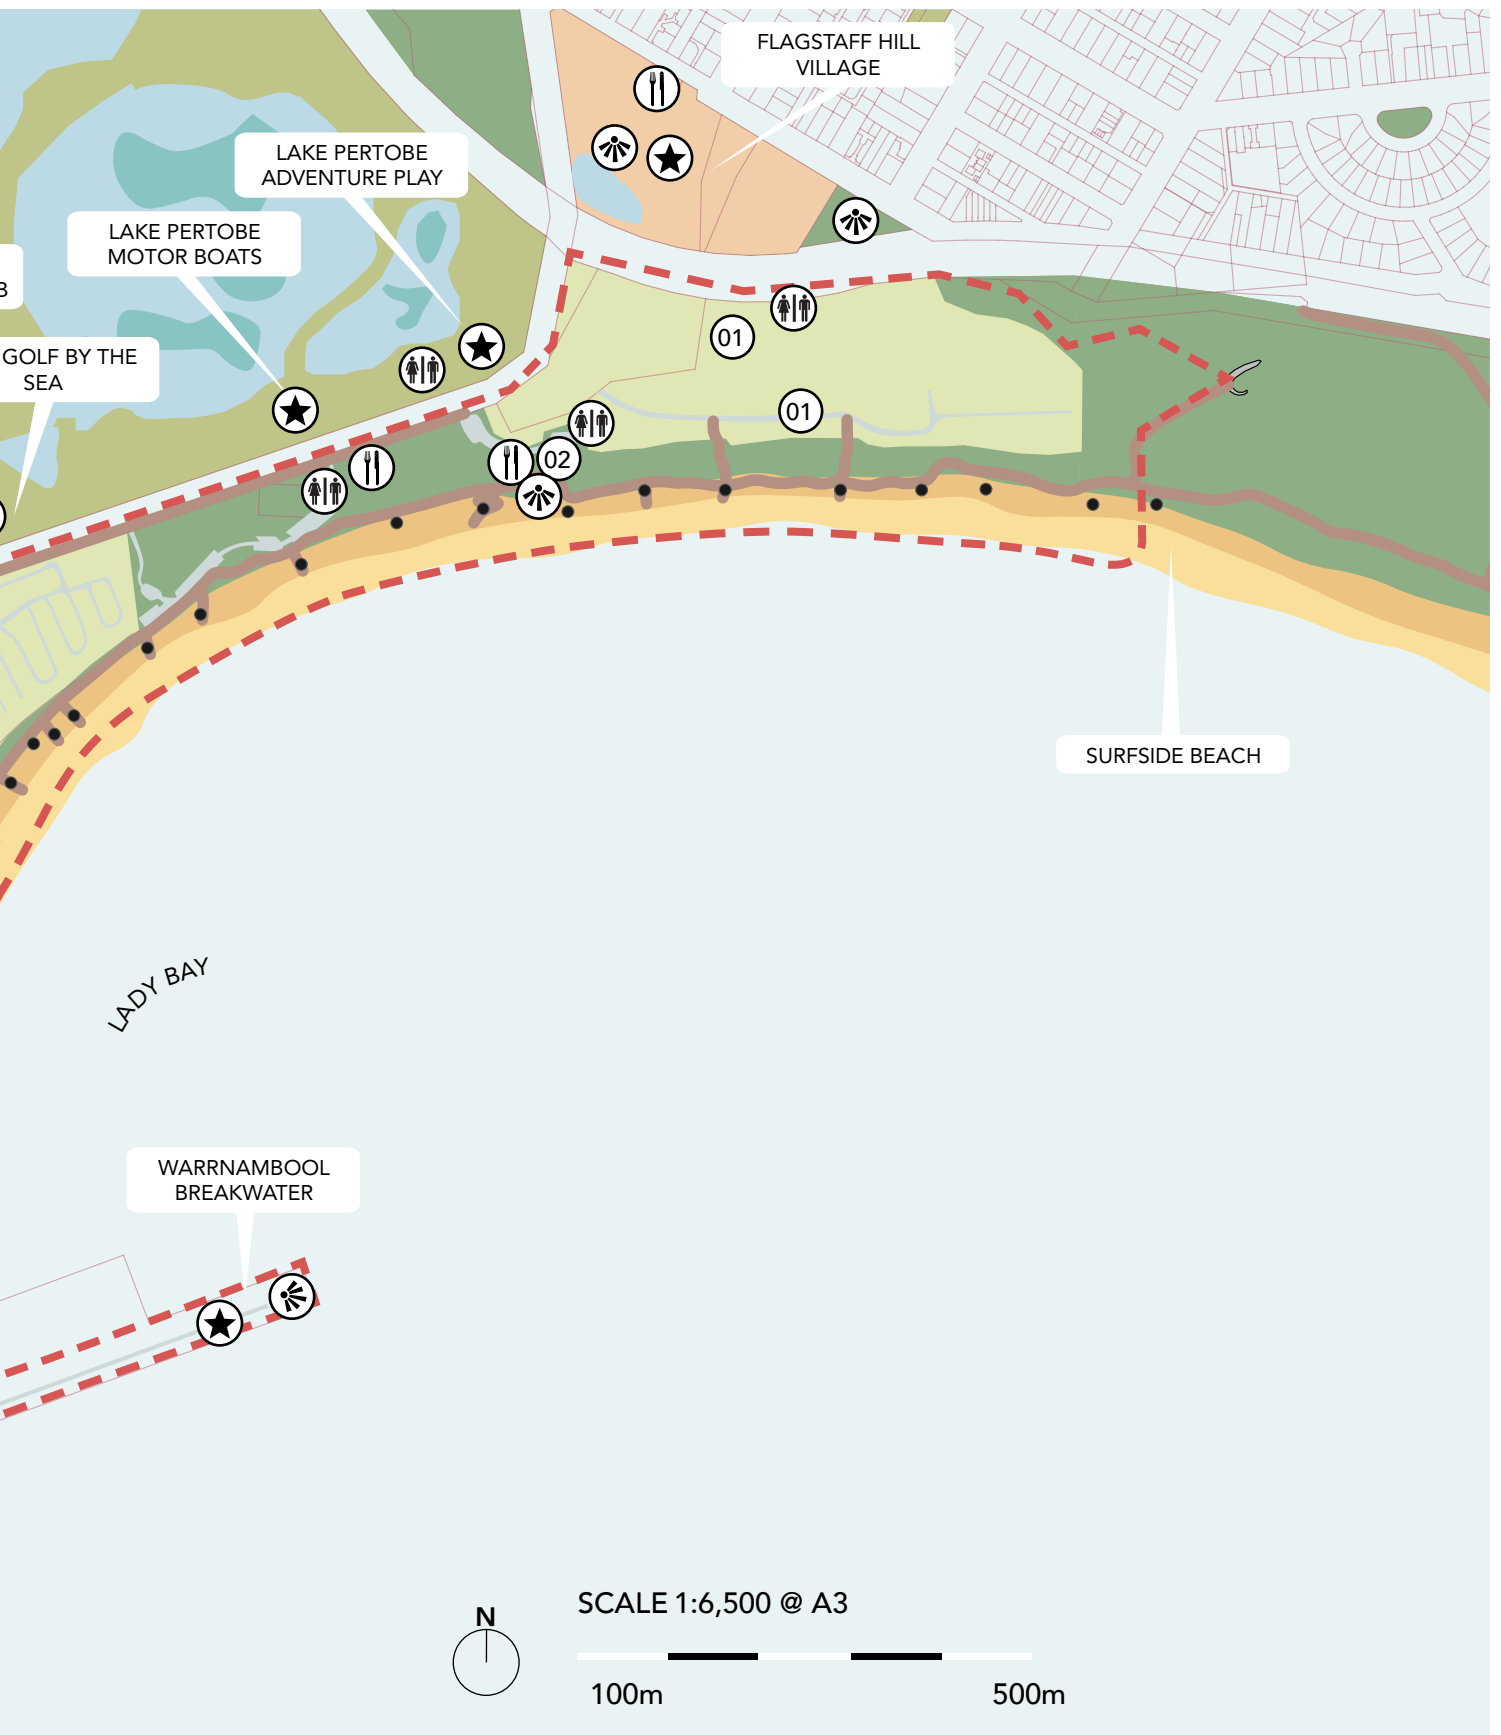 FLAGSTAFF HILL
VILLAGE
LAKE PERTOBE
ADVENTURE PLAY
LAKE PERTOBE
MOTOR BOATS
B
GOLF BY THE
SEA
01
01
02
SURFSIDE BEACH
LADY BAY
WARRNAMBOOL
BREAKWATER
SCALE 1:6,500 @ A3
N
100m
500m